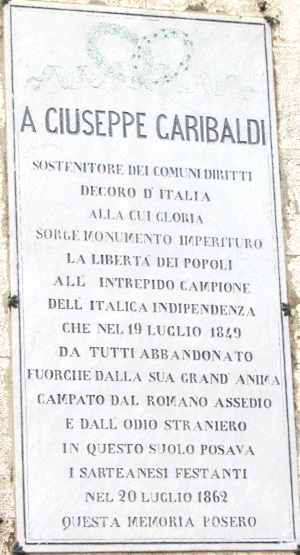 A GIUSEPPE GARIBALDI
SOSTENITORE DEI COMUNI DIRITTI
DECORO D' ITALIA
ALLA CUI GLORIA
SORGE MONUMENTO IMPERITURO
LA LIBERTÀ DEI POPOLI
ALL' INTREPIDO CAMPIONE
DELL' ITALICA INDIPENDENZA
CHE NEL 19 LUGLIO 1849
DA TUTTI ABBANDONATO
FUORCHE DALLA SUA GRAND' ANIMA
CAMPATO DAL ROMANO ASSEDIO
E DALL' ODIO STRANIERO
IN QUESTO SUOLO POSAVA
I SARTEANESI FESTANTI
NEL 20 LUGLIO 1862
QUESTA MEMORIA POSERO